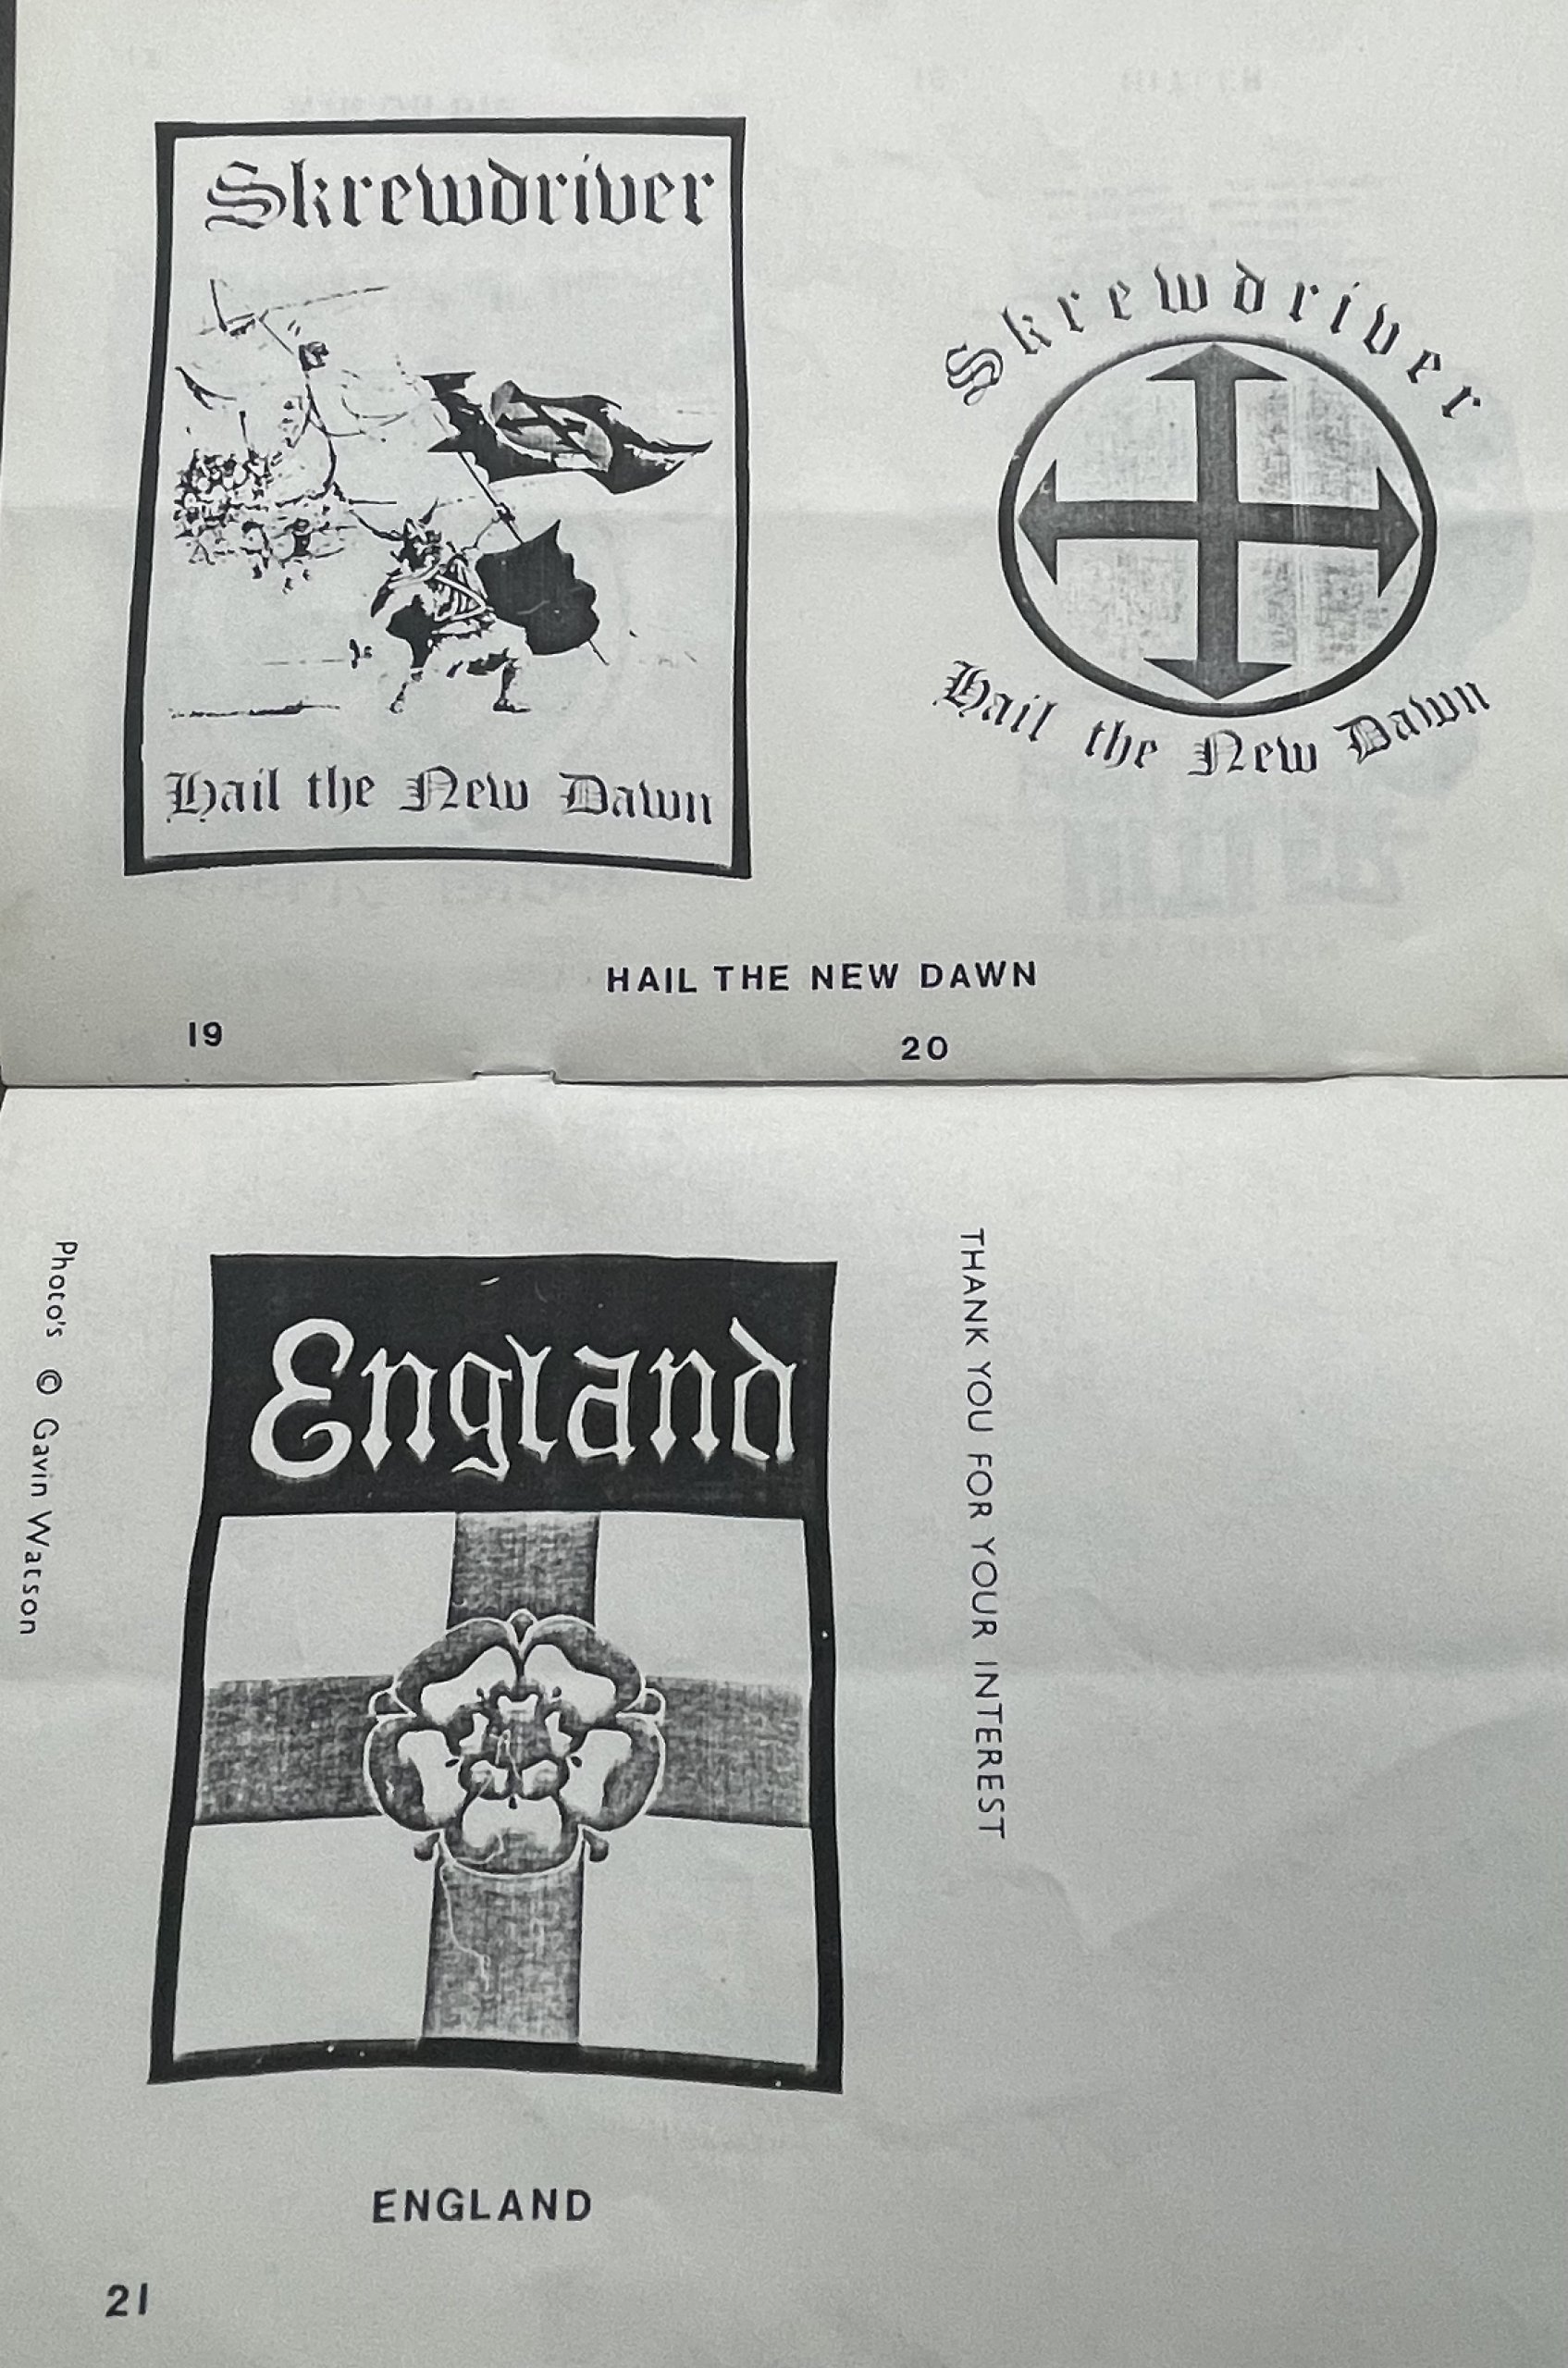 Skrewdriver
Hail the New Dawn
Skrewdriver
Hail the New Dawn
HAIL THE NEW DAWN
19
20
Photo's © Gavin Watson
England
THANK YOU FOR YOUR INTEREST
ENGLAND
21